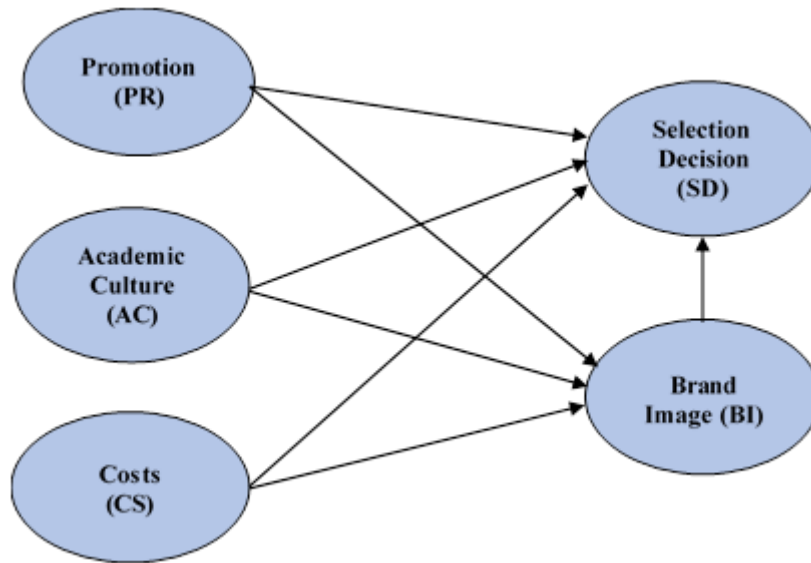 Promotion
(PR)
Selection
Decision
(SD)
Academic
Culture
(AC)
Brand
Image (BI)
Costs
(CS)